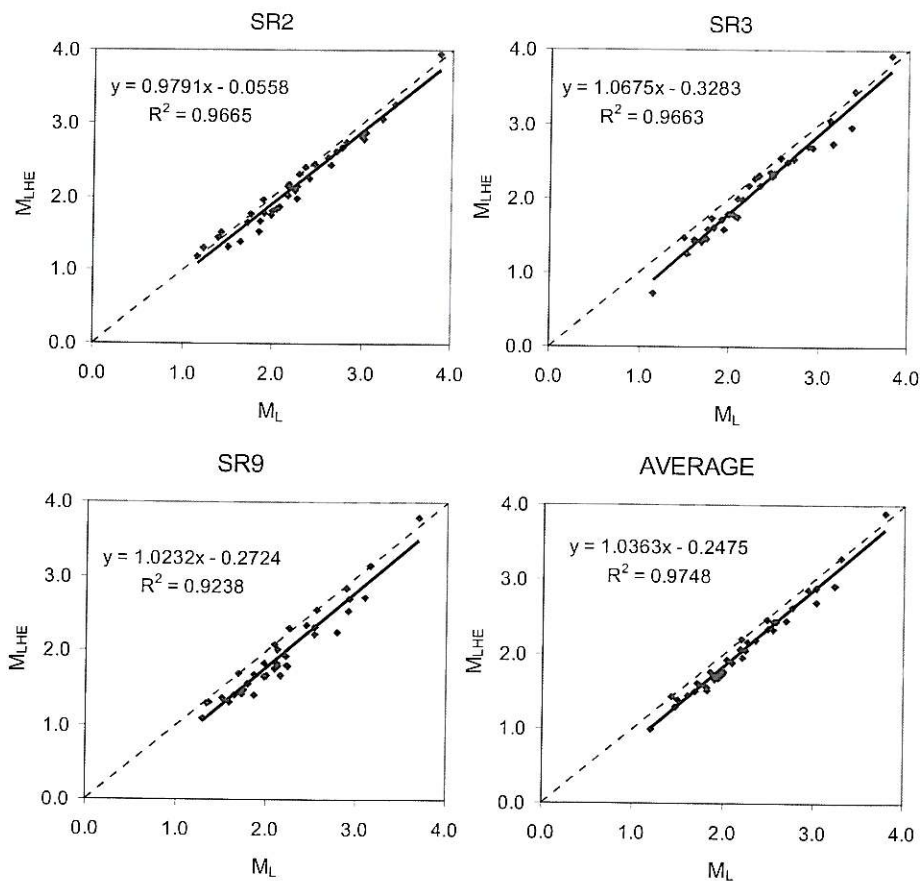 SR2
4.0
y = 0.9791x - 0.0558
R² = 0.9665
3.0
2.0
1.0
0.0
M_LHE
0.0 1.0 2.0 3.0 4.0
M_L
SR3
4.0
y = 1.0675x - 0.3283
R² = 0.9663
3.0
2.0
1.0
0.0
M_LHE
0.0 1.0 2.0 3.0 4.0
M_L
SR9
4.0
y = 1.0232x - 0.2724
R² = 0.9238
3.0
2.0
1.0
0.0
M_LHE
0.0 1.0 2.0 3.0 4.0
M_L
AVERAGE
4.0
y = 1.0363x - 0.2475
R² = 0.9748
3.0
2.0
1.0
0.0
M_LHE
0.0 1.0 2.0 3.0 4.0
M_L